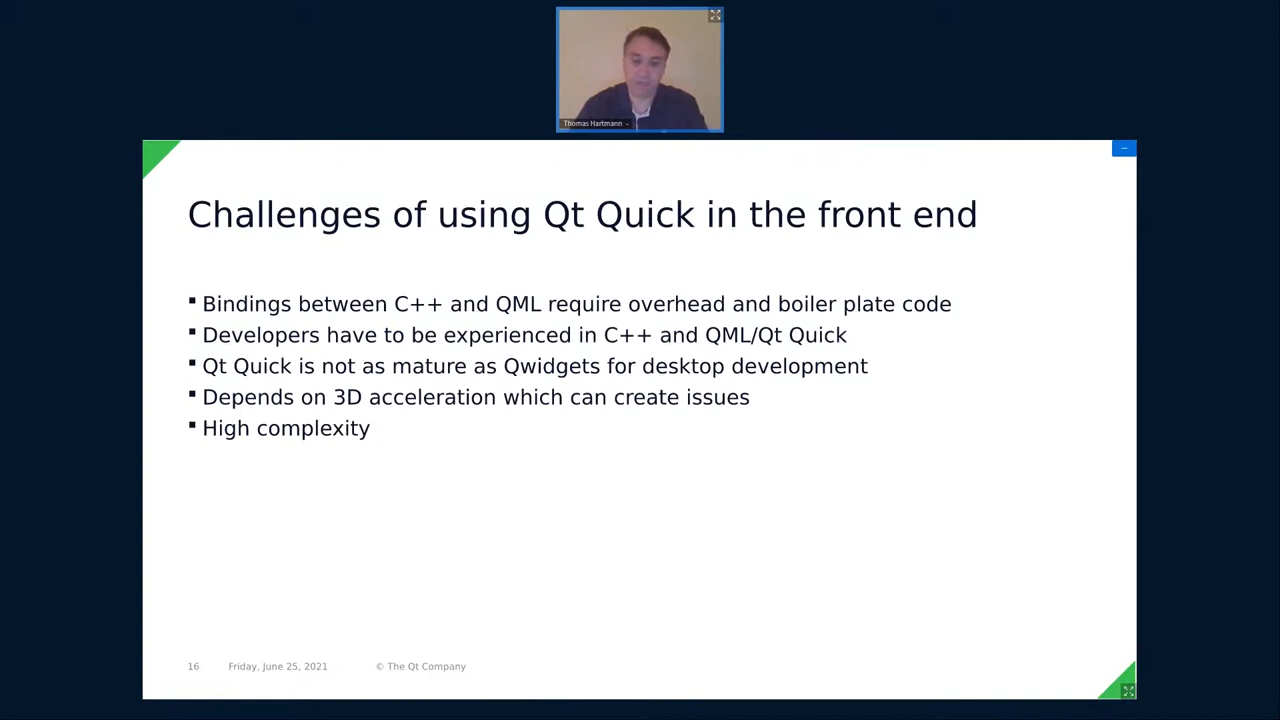 Thomas Hartmann
Challenges of using Qt Quick in the front end
Bindings between C++ and QML require overhead and boiler plate code
Developers have to be experienced in C++ and QML/Qt Quick
Qt Quick is not as mature as Qwidgets for desktop development
Depends on 3D acceleration which can create issues
High complexity
16 Friday, June 25, 2021 © The Qt Company